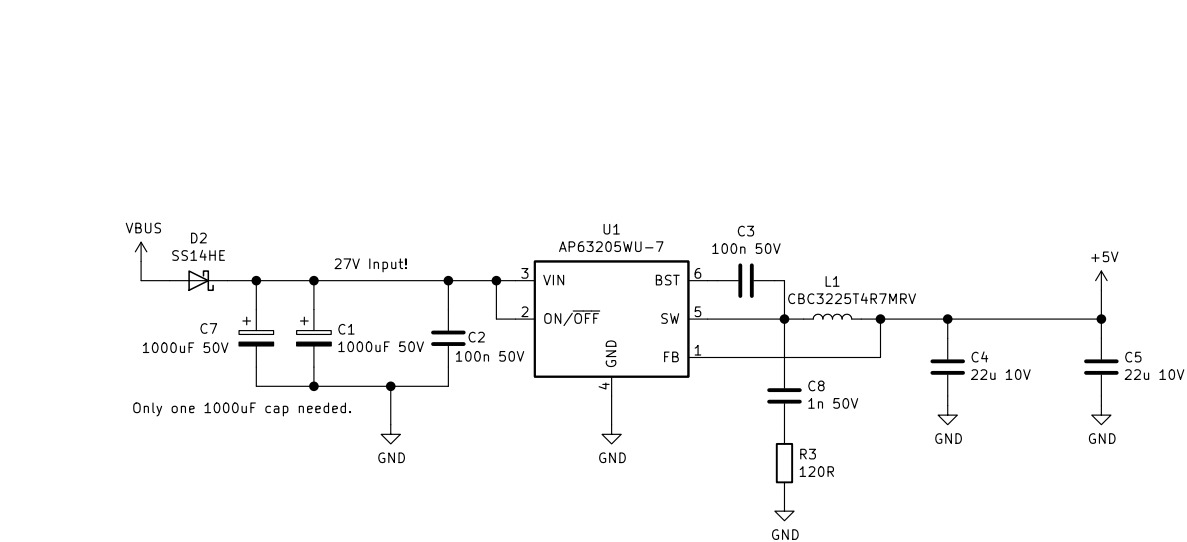 VBUS
D2
SS14HE
27V Input!
C7
1000uF 50V
+
C1
1000uF 50V
+
C2
100n 50V
Only one 1000uF cap needed.
GND
U1
AP63205WU-7
3
VIN
2
ON/OFF
BST
6
SW
5
FB
1
GND
4
GND
C3
100n 50V
L1
CBC3225T4R7MRV
C8
1n 50V
R3
120R
GND
C4
22u 10V
GND
+5V
C5
22u 10V
GND